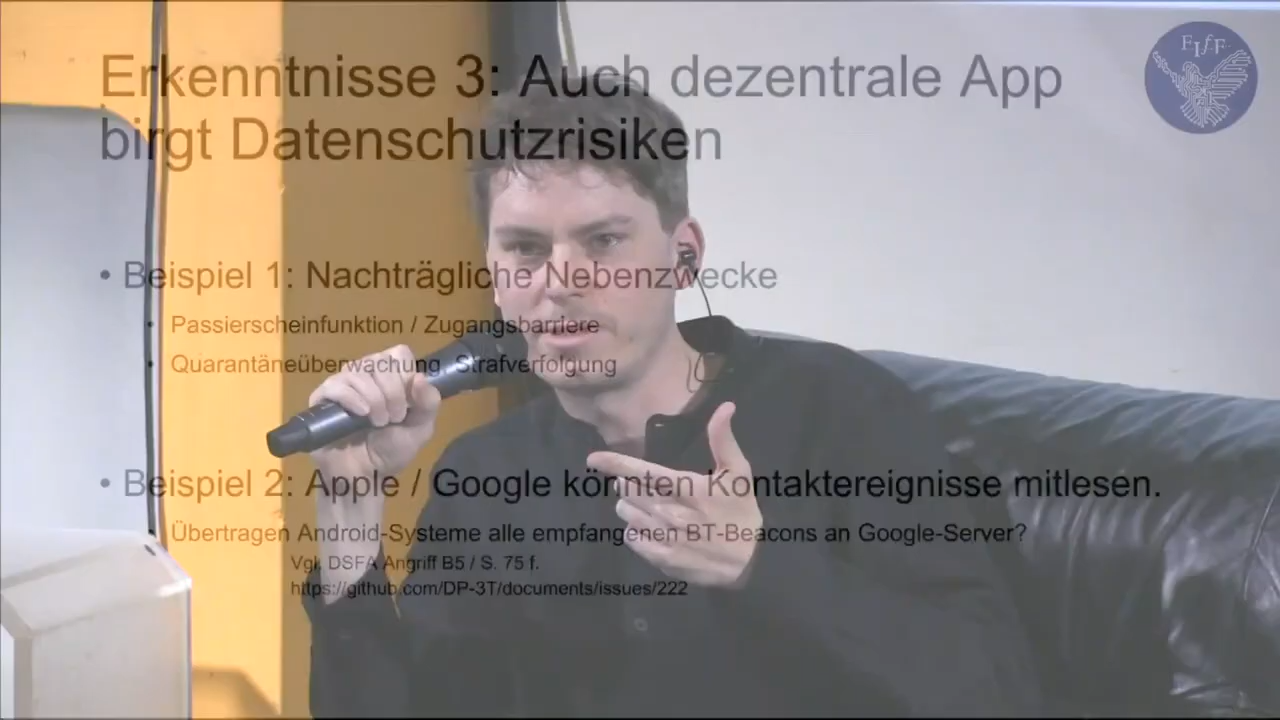 FIfF
Erkenntnisse 3: Auch dezentrale App
birgt Datenschutzrisiken
• Beispiel 1: Nachträgliche Nebenzwecke
• Passierscheinfunktion / Zugangsbarriere
• Quarantäneüberwachung, Strafverfolgung
• Beispiel 2: Apple / Google könnten Kontaktereignisse mitlesen.
• Übertragen Android-Systeme alle empfangenen BT-Beacons an Google-Server?
Vgl. DSFA Angriff B5 / S. 75 f.
https://github.com/DP-3T/documents/issues/222